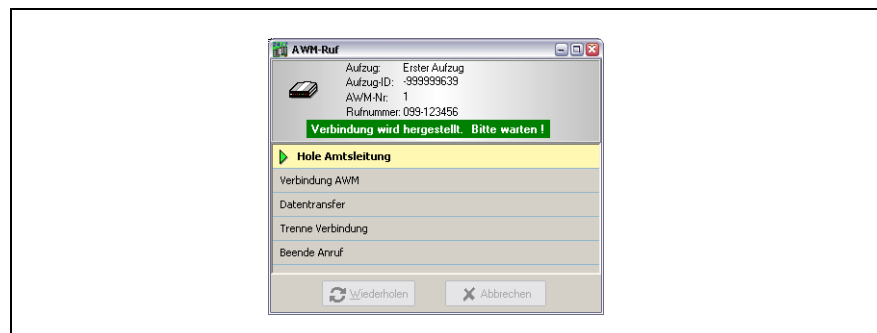 AWM-Ruf
Aufzug: Erster Aufzug
Aufzug-ID: -999999639
AWM-Nr: 1
Rufnummer: 099-123456
Verbindung wird hergestellt. Bitte warten !
Hole Amtsleitung
Verbindung AWM
Datentransfer
Trenne Verbindung
Beende Anruf
Wiederholen Abbrechen